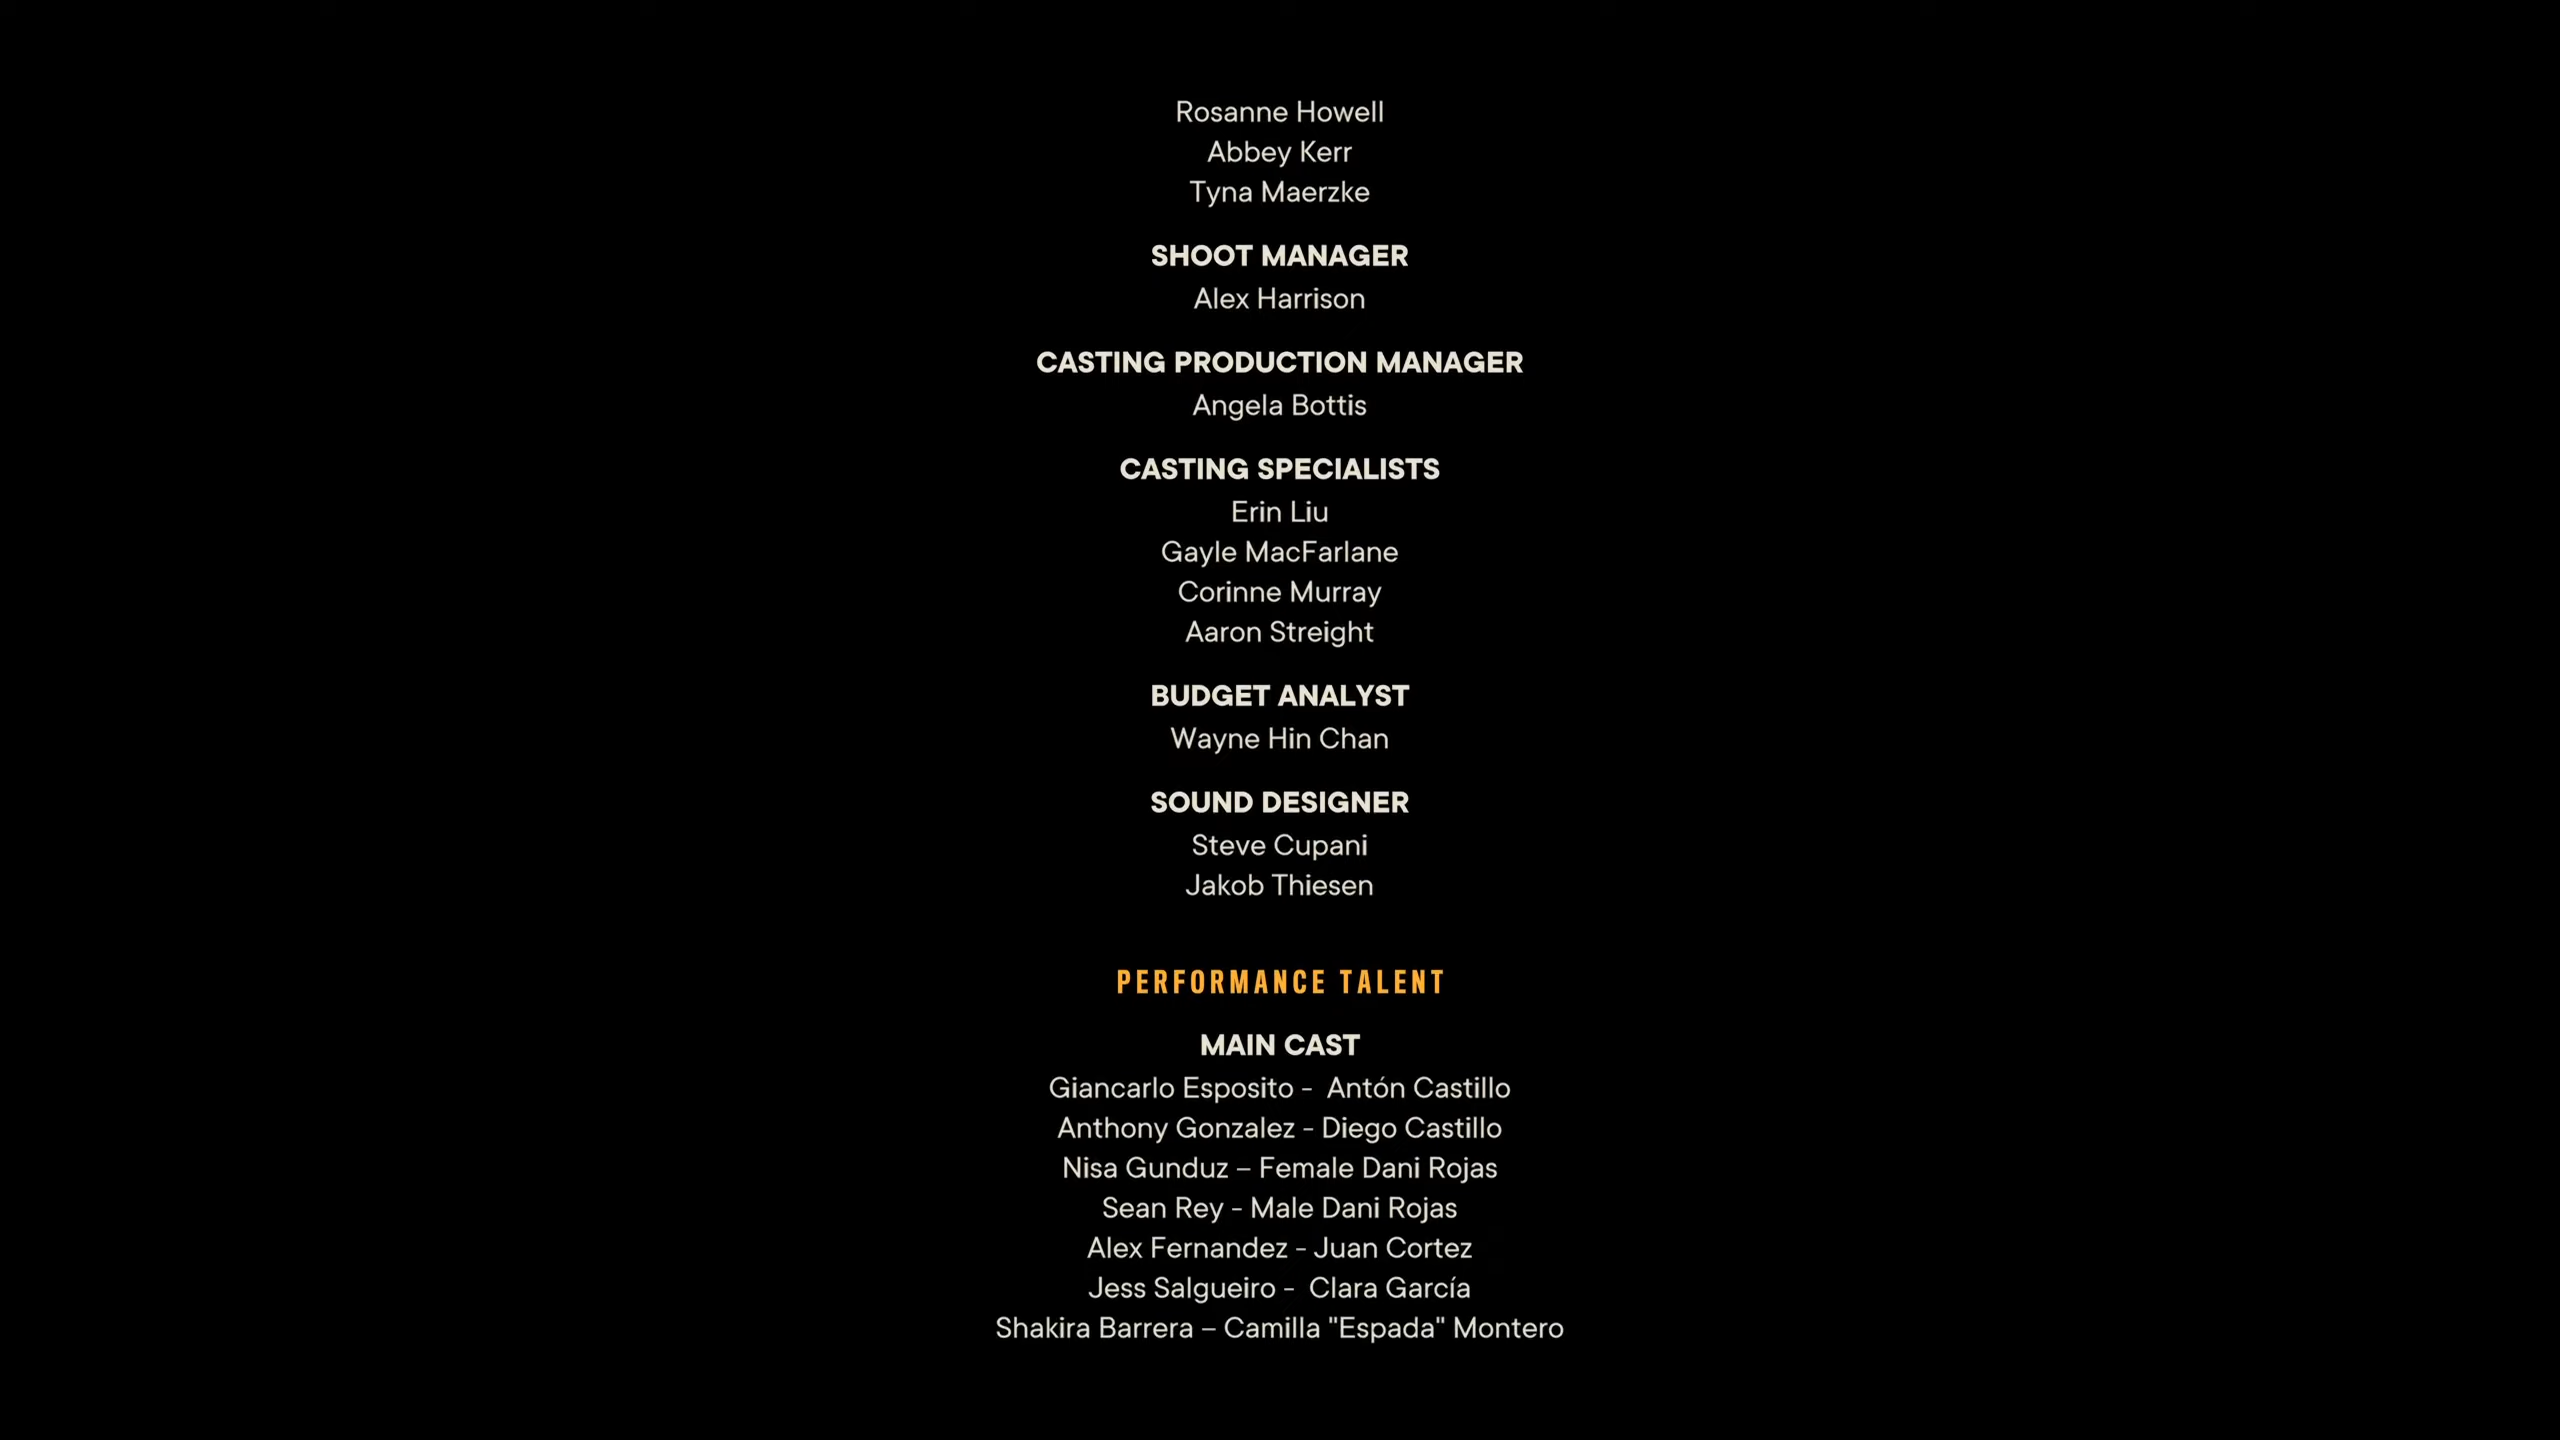 Rosanne Howell
Abbey Kerr
Tyna Maerzke
SHOOT MANAGER
Alex Harrison
CASTING PRODUCTION MANAGER
Angela Bottis
CASTING SPECIALISTS
Erin Liu
Gayle MacFarlane
Corinne Murray
Aaron Streight
BUDGET ANALYST
Wayne Hin Chan
SOUND DESIGNER
Steve Cupani
Jakob Thiesen
PERFORMANCE TALENT
MAIN CAST
Giancarlo Esposito -  Antón Castillo
Anthony Gonzalez - Diego Castillo
Nisa Gunduz – Female Dani Rojas
Sean Rey - Male Dani Rojas
Alex Fernandez - Juan Cortez
Jess Salgueiro -  Clara García
Shakira Barrera – Camilla "Espada" Montero